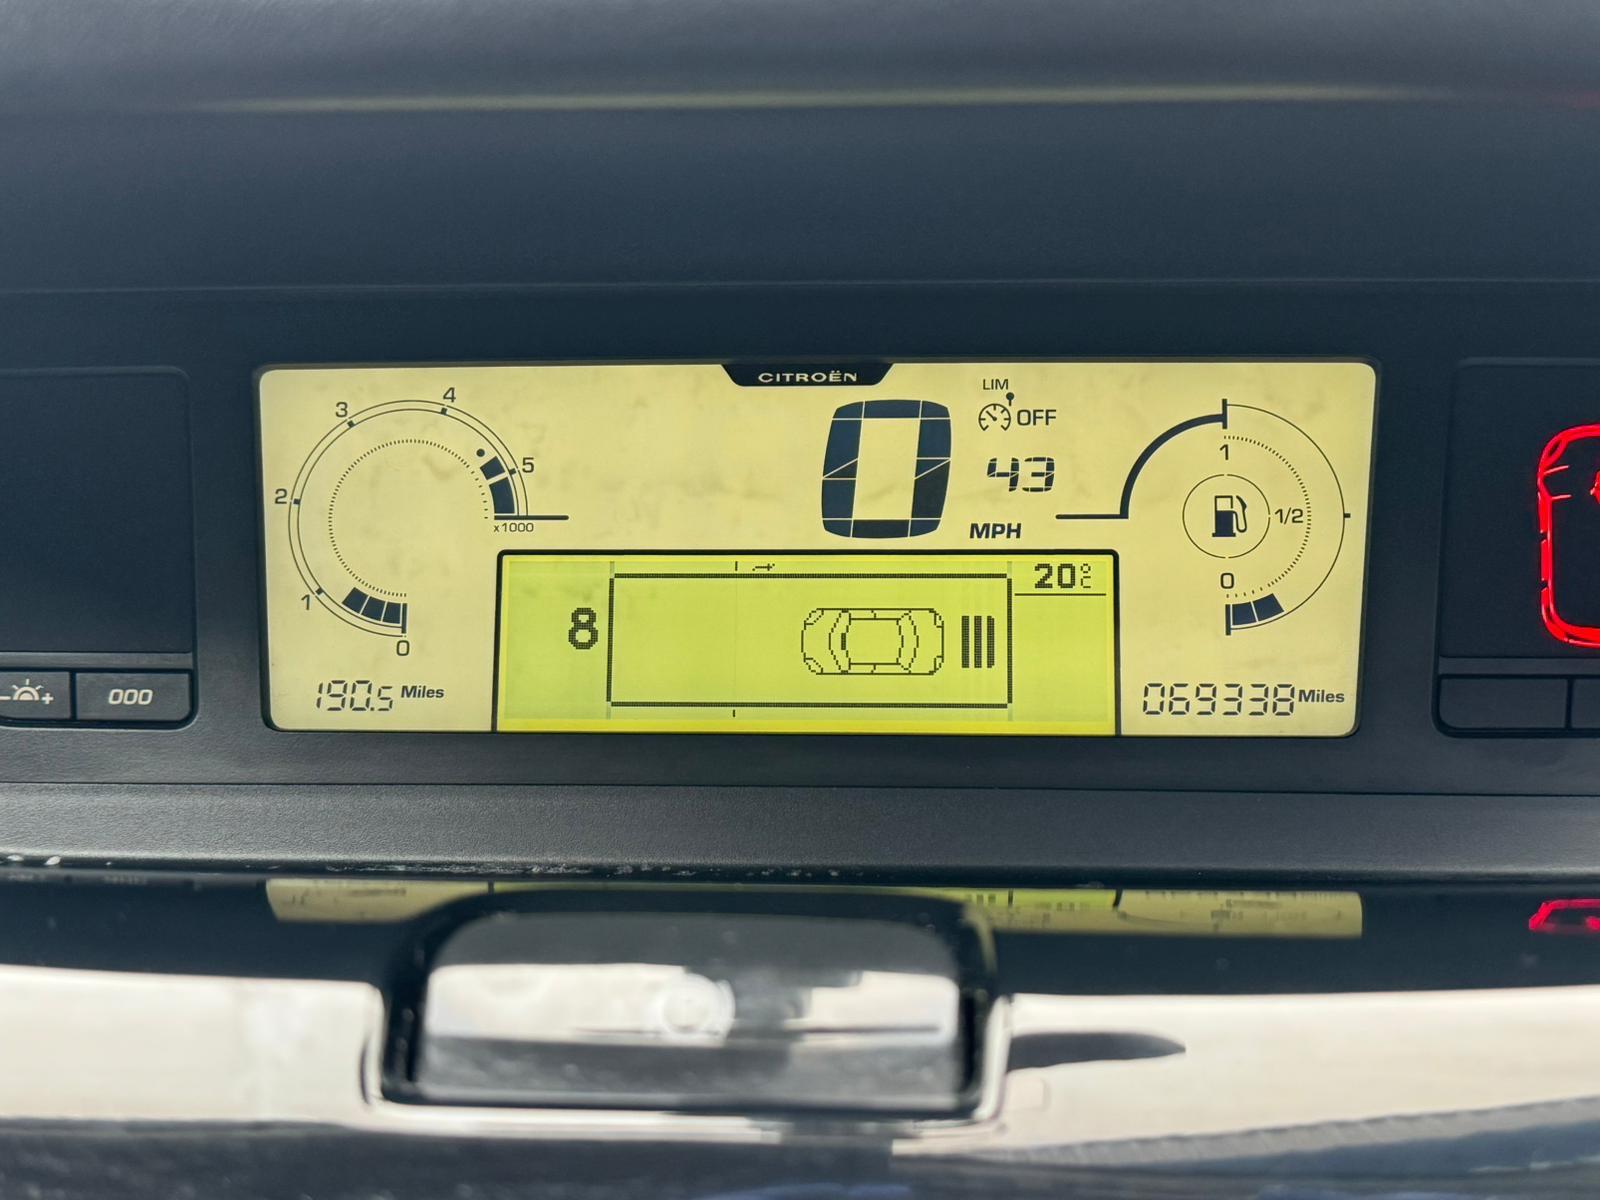 CITROËN
LIM
OFF
43
0
MPH
4
3
5
2
x1000
1
0
190.5 Miles
8
20°C
1
1/2
0
069338 Miles
000